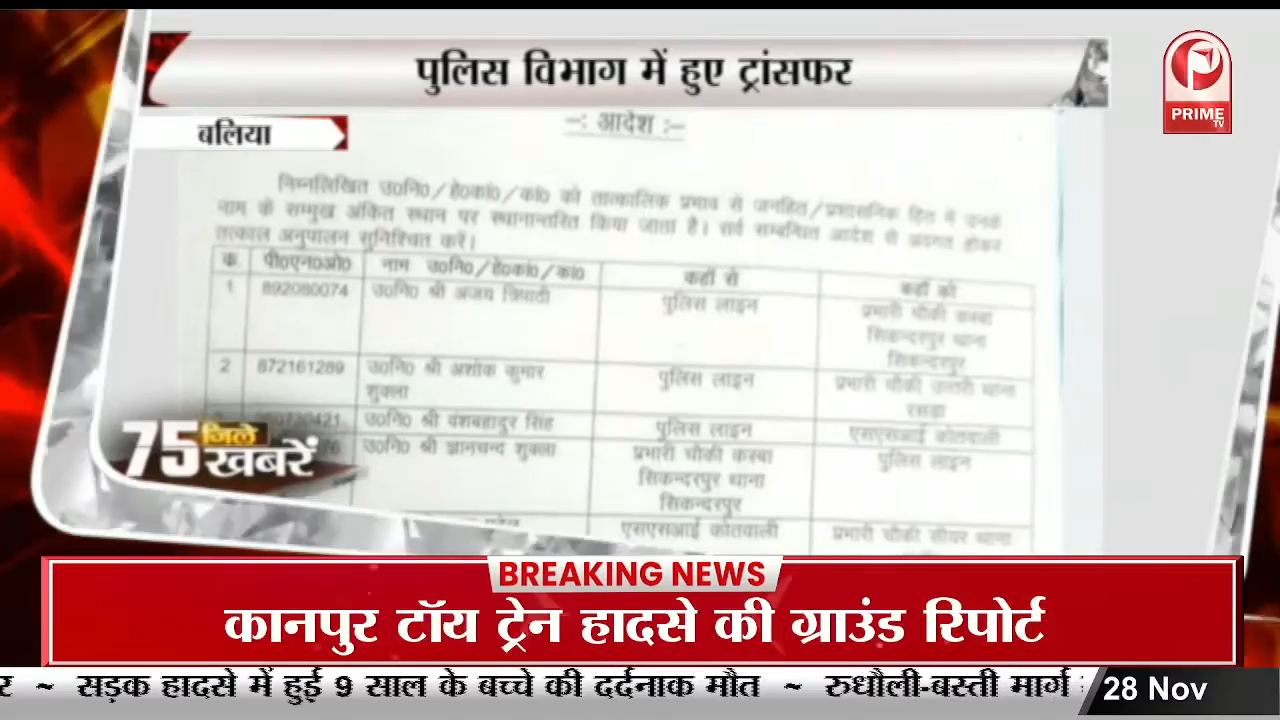 पुलिस विभाग में हुए ट्रांसफर
PRIME
TV
बलिया
-: आदेश :-
निम्नलिखित उ0नि0/हे0कां0/कां0 को तात्कालिक प्रभाव से जनहित/प्रशासनिक हित में उनके
नाम के सम्मुख अंकित स्थान पर स्थानान्तरित किया जाता है। सर्व सम्बन्धित आदेश से अवगत होकर
तत्काल अनुपालन सुनिश्चित करें।
क. पी0एन0ओ0 नाम उ0नि0/हे0कां0/कां0 कहाँ से कहाँ को
1 892080074 उ0नि0 श्री अजय त्रिपाठी पुलिस लाइन प्रभारी चौकी कस्बा
सिकन्दरपुर थाना
सिकन्दरपुर
2 872161289 उ0नि0 श्री अशोक कुमार पुलिस लाइन प्रभारी चौकी उत्तरी थाना
शुक्ला रसड़ा
उ0नि0 श्री वंशबहादुर सिंह पुलिस लाइन एसएसआई कोतवाली
उ0नि0 श्री ज्ञानचन्द शुक्ला प्रभारी चौकी कस्बा पुलिस लाइन
सिकन्दरपुर थाना
सिकन्दरपुर
एसएसआई कोतवाली प्रभारी चौकी सीयर थाना
75 जिले
खबरें
BREAKING NEWS
कानपुर टॉय ट्रेन हादसे की ग्राउंड रिपोर्ट
र ~ सड़क हादसे में हुई 9 साल के बच्चे की दर्दनाक मौत ~ रुधौली-बस्ती मार्ग
28 Nov